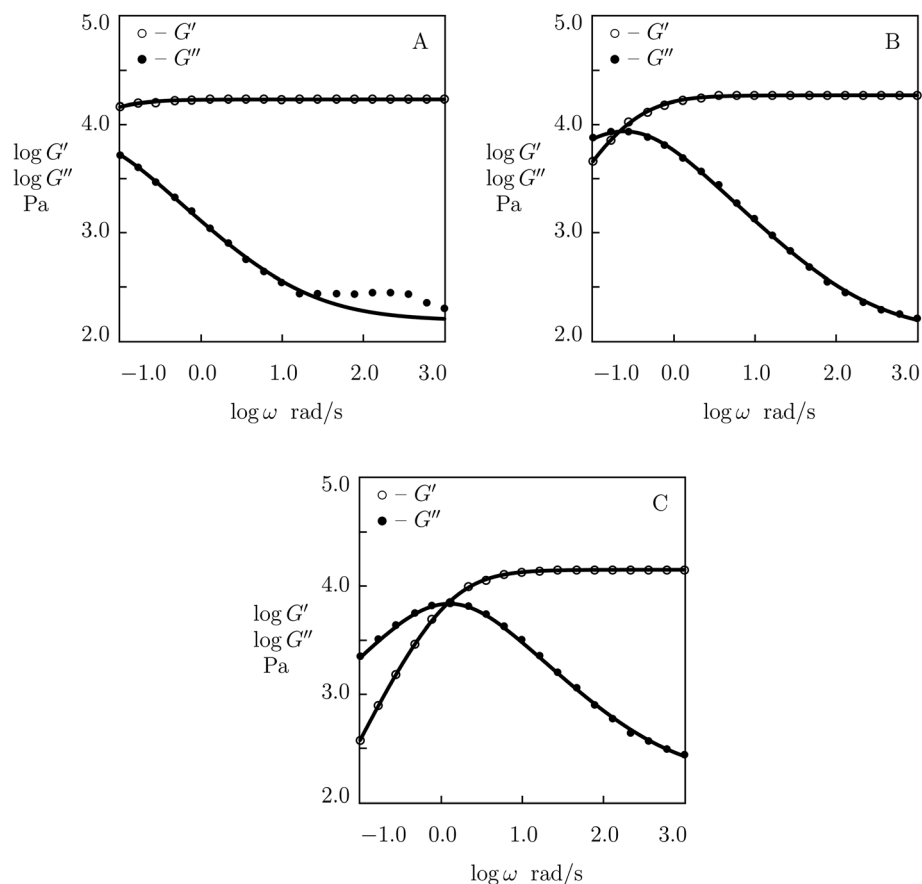 5.0
4.0
3.0
2.0
○ – G′
● – G″
A
log G′
log G″
Pa
−1.0 0.0 1.0 2.0 3.0
log ω rad/s
5.0
4.0
3.0
2.0
○ – G′
● – G″
B
log G′
log G″
Pa
−1.0 0.0 1.0 2.0 3.0
log ω rad/s
5.0
4.0
3.0
2.0
○ – G′
● – G″
C
log G′
log G″
Pa
−1.0 0.0 1.0 2.0 3.0
log ω rad/s